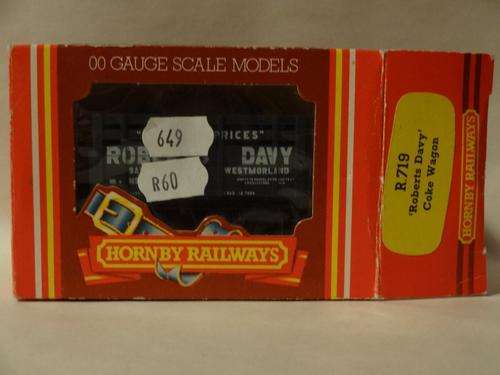 00 GAUGE SCALE MODELS
649
PRICES"
ROB DAVY
R60
WESTMORLAND
HORNBY RAILWAYS
R.719
'Roberts Davy'
Coke Wagon
HORNBY RAILWAYS